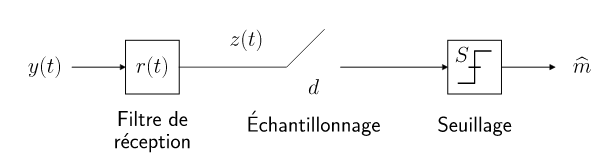 z(t)
y(t) r(t) S m̂
d
Filtre de réception
Échantillonnage
Seuillage